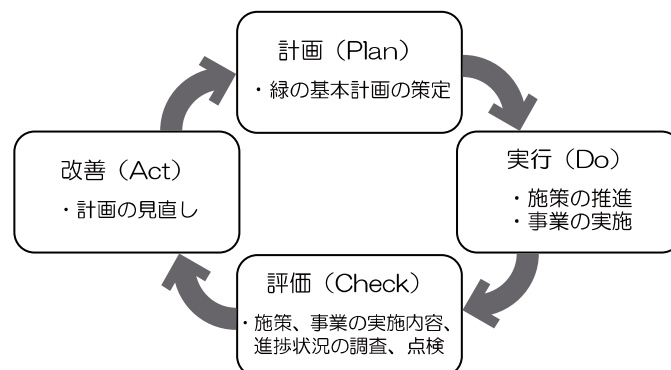 計画（Plan）
・緑の基本計画の策定
実行（Do）
・施策の推進
・事業の実施
評価（Check）
・施策、事業の実施内容、
進捗状況の調査、点検
改善（Act）
・計画の見直し